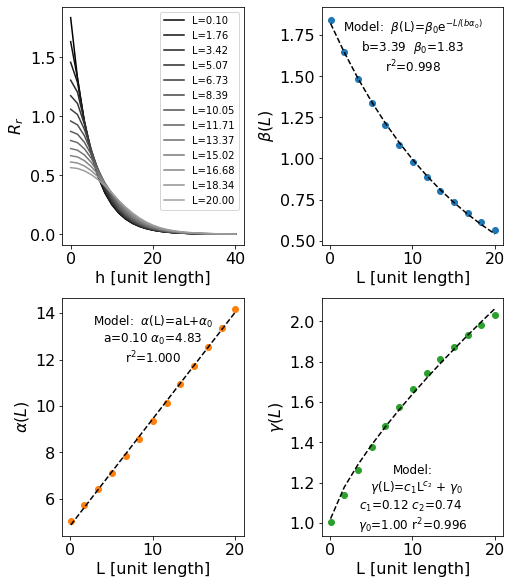 1.5
1.0
0.5
0.0
R_r
0
20
40
h [unit length]
L=0.10
L=1.76
L=3.42
L=5.07
L=6.73
L=8.39
L=10.05
L=11.71
L=13.37
L=15.02
L=16.68
L=18.34
L=20.00
1.75
1.50
1.25
1.00
0.75
0.50
β(L)
0
10
20
L [unit length]
Model: β(L)=β₀e^{-L/(bα₀)}
b=3.39 β₀=1.83
r²=0.998
14
12
10
8
6
α(L)
0
10
20
L [unit length]
Model: α(L)=aL+α₀
a=0.10 α₀=4.83
r²=1.000
2.0
1.8
1.6
1.4
1.2
1.0
γ(L)
0
10
20
L [unit length]
Model:
γ(L)=c₁L^{c₂} + γ₀
c₁=0.12 c₂=0.74
γ₀=1.00 r²=0.996